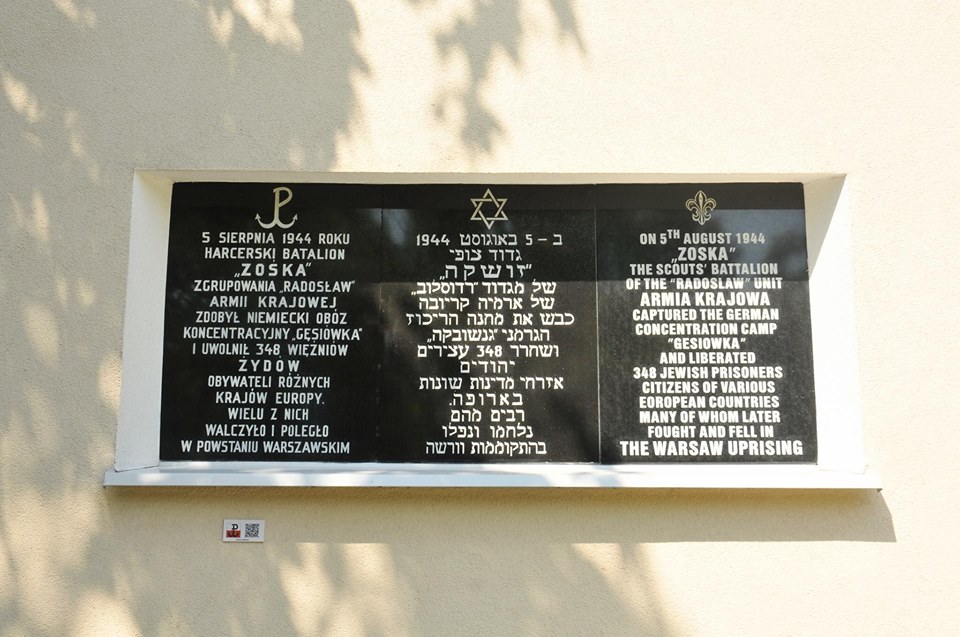 5 SIERPNIA 1944 ROKU
HARCERSKI BATALION
„ZOŚKA”
ZGRUPOWANIA „RADOSŁAW”
ARMII KRAJOWEJ
ZDOBYŁ NIEMIECKI OBÓZ
KONCENTRACYJNY „GĘSIÓWKA”
I UWOLNIŁ 348 WIĘŹNIÓW
ŻYDÓW
OBYWATELI RÓŻNYCH
KRAJÓW EUROPY.
WIELU Z NICH
WALCZYŁO I POLEGŁO
W POWSTANIU WARSZAWSKIM
ב – 5 באוגוסט 1944
גדוד צופי
„זושקה”
של מגדוד „רדוסלוב”
של ארמיה קריובה
כבש את מחנה הריכוז
הגרמני „גנשובקה”
ושחרר 348 עצירים
יהודים
אזרחי מדינות שונות
בארופה.
רבים מהם
נלחמו ונפלו
בהתקוממות וורשה
ON 5TH AUGUST 1944
„ZOSKA”
THE SCOUTS' BATTALION
OF THE "RADOSLAW" UNIT
ARMIA KRAJOWA
CAPTURED THE GERMAN
CONCENTRATION CAMP
"GESIOWKA"
AND LIBERATED
348 JEWISH PRISONERS
CITIZENS OF VARIOUS
EUROPEAN COUNTRIES
MANY OF WHOM LATER
FOUGHT AND FELL IN
THE WARSAW UPRISING